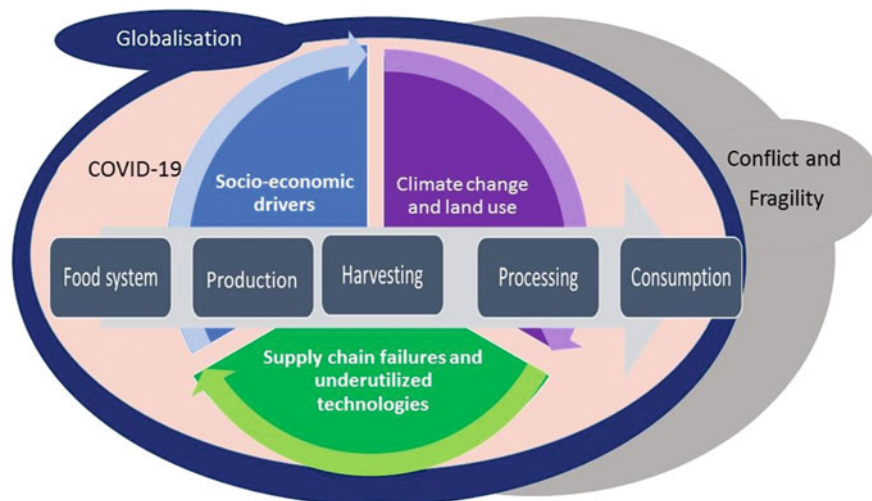 Globalisation
COVID-19
Socio-economic
drivers
Climate change
and land use
Conflict and
Fragility
Food system
Production
Harvesting
Processing
Consumption
Supply chain failures and
underutilized
technologies